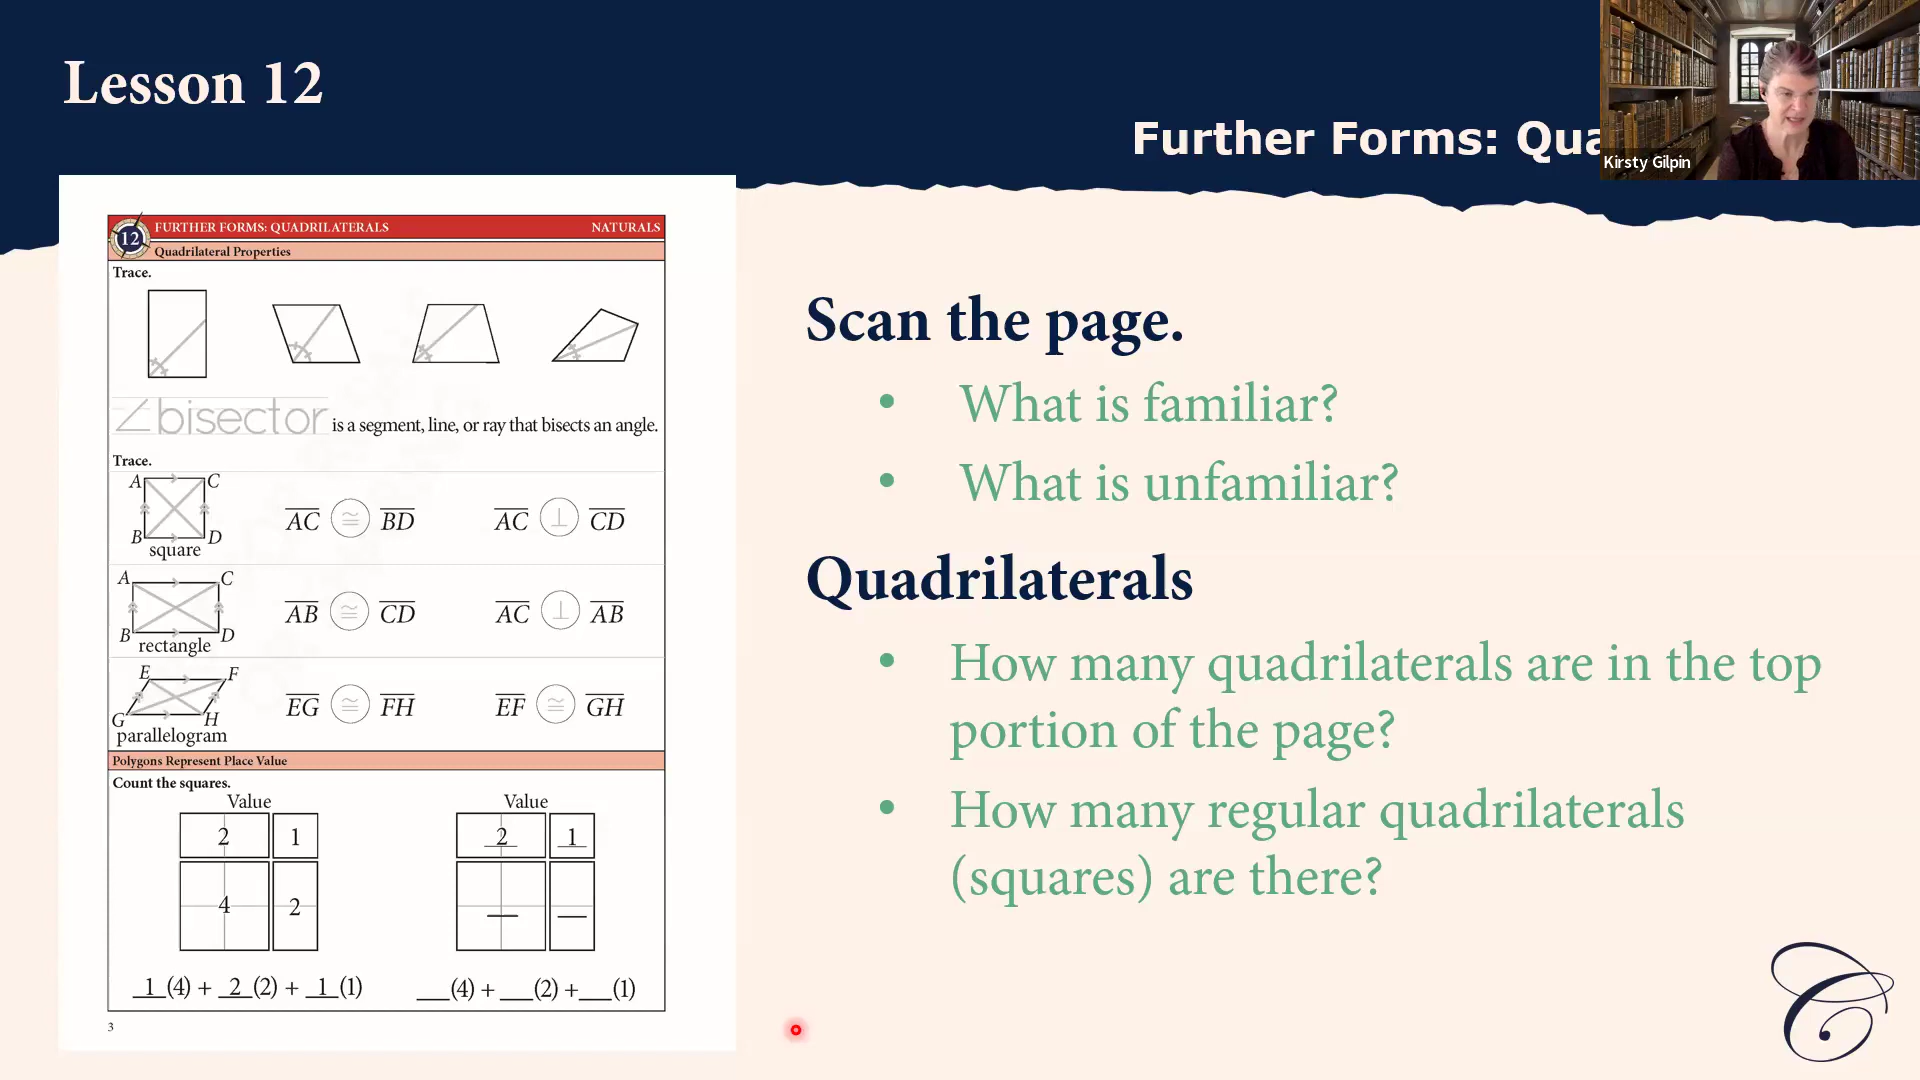 Lesson 12
Further Forms: Qua
Kirsty Gilpin
12 FURTHER FORMS: QUADRILATERALS NATURALS
Quadrilateral Properties
Trace.
∠bisector is a segment, line, or ray that bisects an angle.
Trace.
A C
B D
square
AC ≅ BD AC ⊥ CD
A C
B D
rectangle
AB ≅ CD AC ⊥ AB
E F
G H
parallelogram
EG ≅ FH EF ≅ GH
Polygons Represent Place Value
Count the squares.
Value Value
2 1 2 1
4 2
1 (4) + 2 (2) + 1 (1) __(4) + __(2) + __(1)
3
Scan the page.
• What is familiar?
• What is unfamiliar?
Quadrilaterals
• How many quadrilaterals are in the top
portion of the page?
• How many regular quadrilaterals
(squares) are there?
C